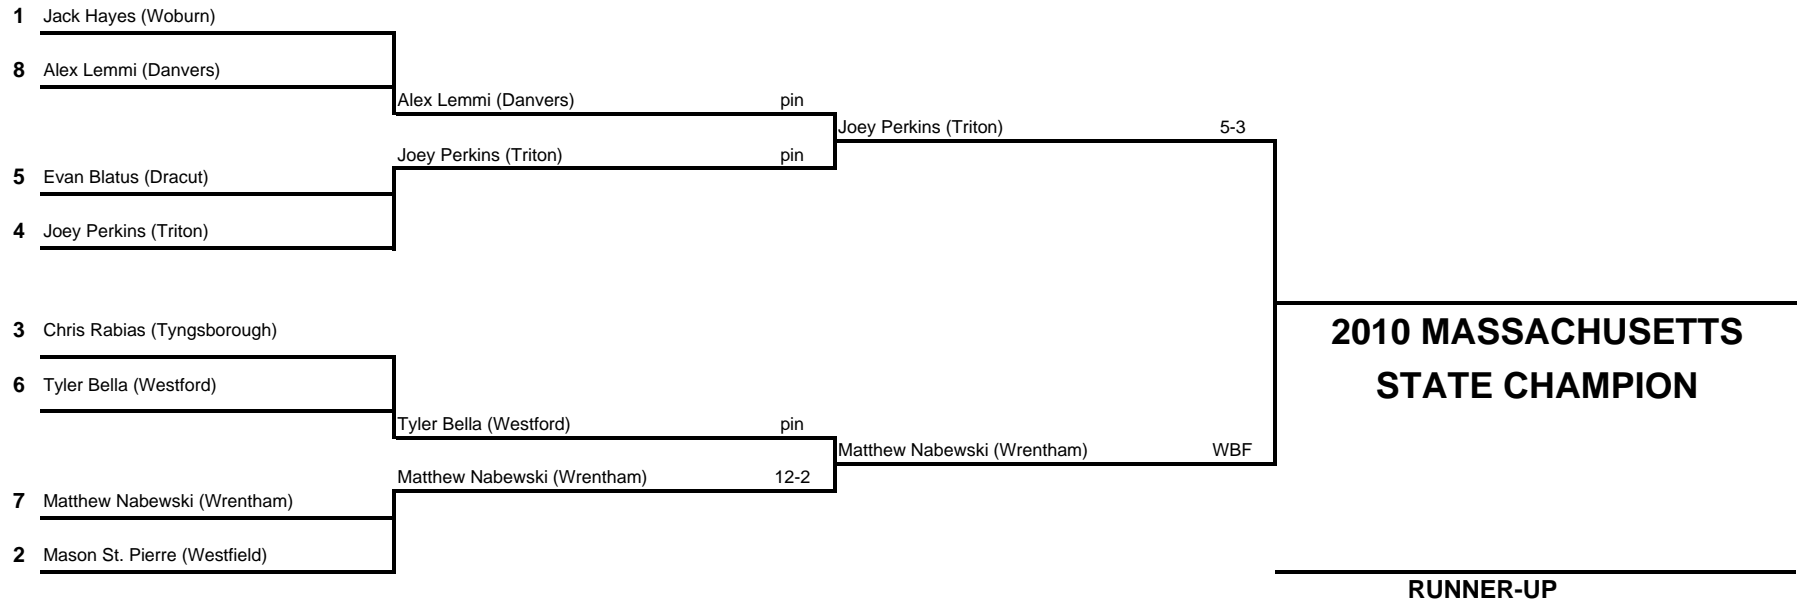 1 Jack Hayes (Woburn)
8 Alex Lemmi (Danvers)
Alex Lemmi (Danvers) pin
Joey Perkins (Triton) 5-3
Joey Perkins (Triton) pin
5 Evan Blatus (Dracut)
4 Joey Perkins (Triton)
3 Chris Rabias (Tyngsborough)
2010 MASSACHUSETTS
STATE CHAMPION
6 Tyler Bella (Westford)
Tyler Bella (Westford) pin
Matthew Nabewski (Wrentham) WBF
Matthew Nabewski (Wrentham) 12-2
7 Matthew Nabewski (Wrentham)
2 Mason St. Pierre (Westfield)
RUNNER-UP